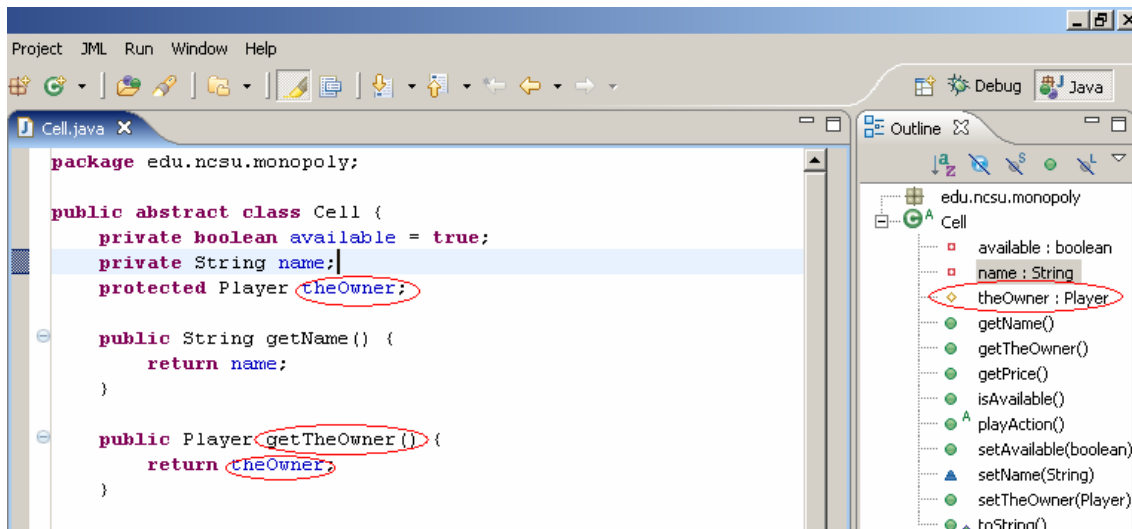 Project JML Run Window Help
Debug Java
Cell.java
package edu.ncsu.monopoly;
public abstract class Cell {
private boolean available = true;
private String name;
protected Player theOwner;
public String getName() {
return name;
}
public Player getTheOwner() {
return theOwner;
}
Outline
edu.ncsu.monopoly
Cell
available : boolean
name : String
theOwner : Player
getName()
getTheOwner()
getPrice()
isAvailable()
playAction()
setAvailable(boolean)
setName(String)
setTheOwner(Player)
toString()